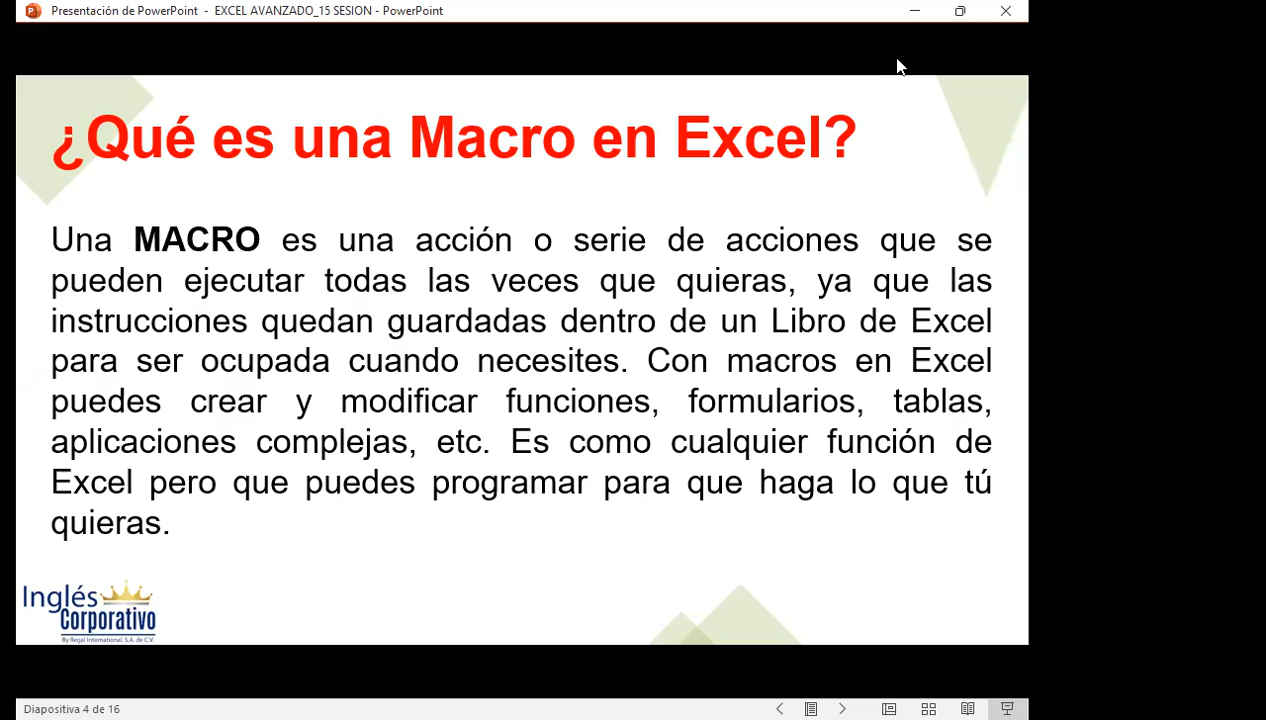 Presentación de PowerPoint - EXCEL AVANZADO_15 SESION - PowerPoint
¿Qué es una Macro en Excel?
Una MACRO es una acción o serie de acciones que se
pueden ejecutar todas las veces que quieras, ya que las
instrucciones quedan guardadas dentro de un Libro de Excel
para ser ocupada cuando necesites. Con macros en Excel
puedes crear y modificar funciones, formularios, tablas,
aplicaciones complejas, etc. Es como cualquier función de
Excel pero que puedes programar para que haga lo que tú
quieras.
Inglés
Corporativo
By Regal International, S.A. de C.V.
Diapositiva 4 de 16